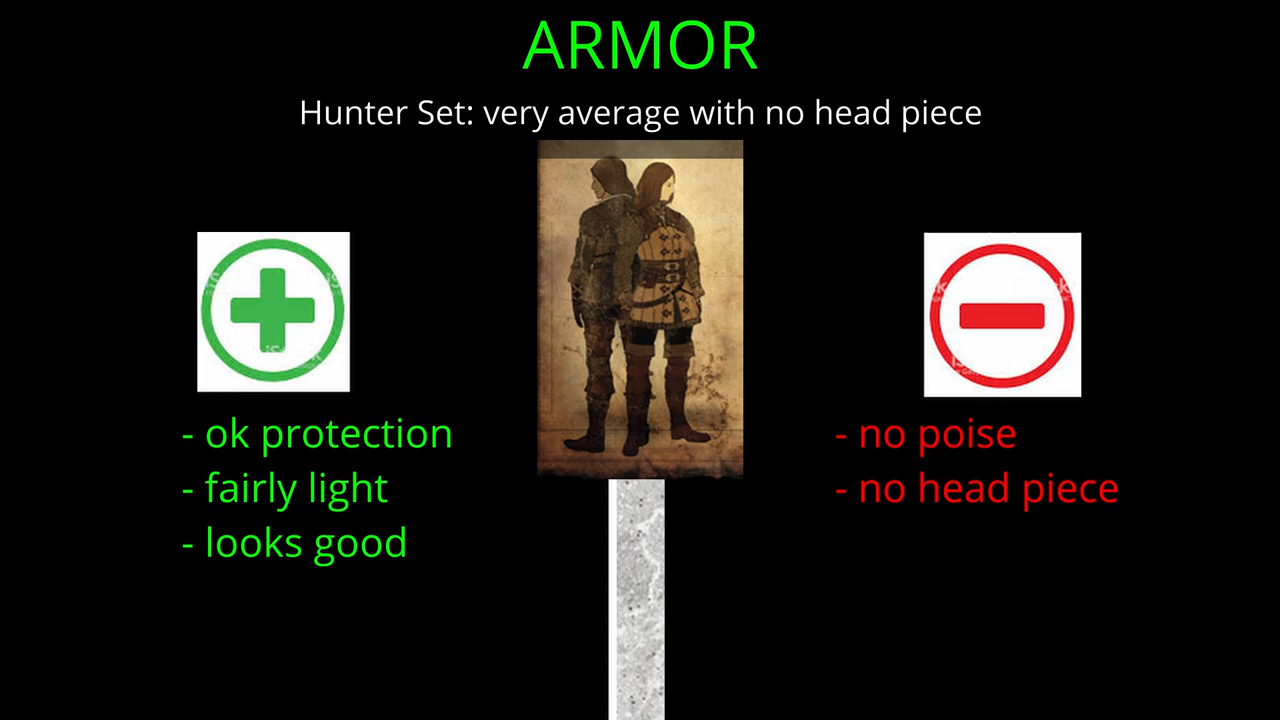 ARMOR
Hunter Set: very average with no head piece
- ok protection
- fairly light
- looks good
- no poise
- no head piece